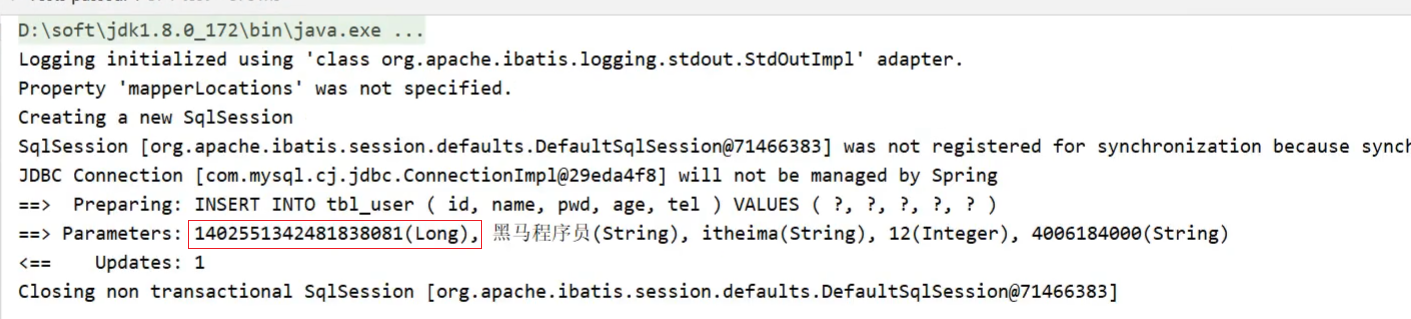 D:\soft\jdk1.8.0_172\bin\java.exe ...
Logging initialized using 'class org.apache.ibatis.logging.stdout.StdOutImpl' adapter.
Property 'mapperLocations' was not specified.
Creating a new SqlSession
SqlSession [org.apache.ibatis.session.defaults.DefaultSqlSession@71466383] was not registered for synchronization because synch
JDBC Connection [com.mysql.cj.jdbc.ConnectionImpl@29eda4f8] will not be managed by Spring
==>  Preparing: INSERT INTO tbl_user ( id, name, pwd, age, tel ) VALUES ( ?, ?, ?, ?, ? )
==> Parameters: 1402551342481838081(Long), 黑马程序员(String), itheima(String), 12(Integer), 4006184000(String)
<==    Updates: 1
Closing non transactional SqlSession [org.apache.ibatis.session.defaults.DefaultSqlSession@71466383]